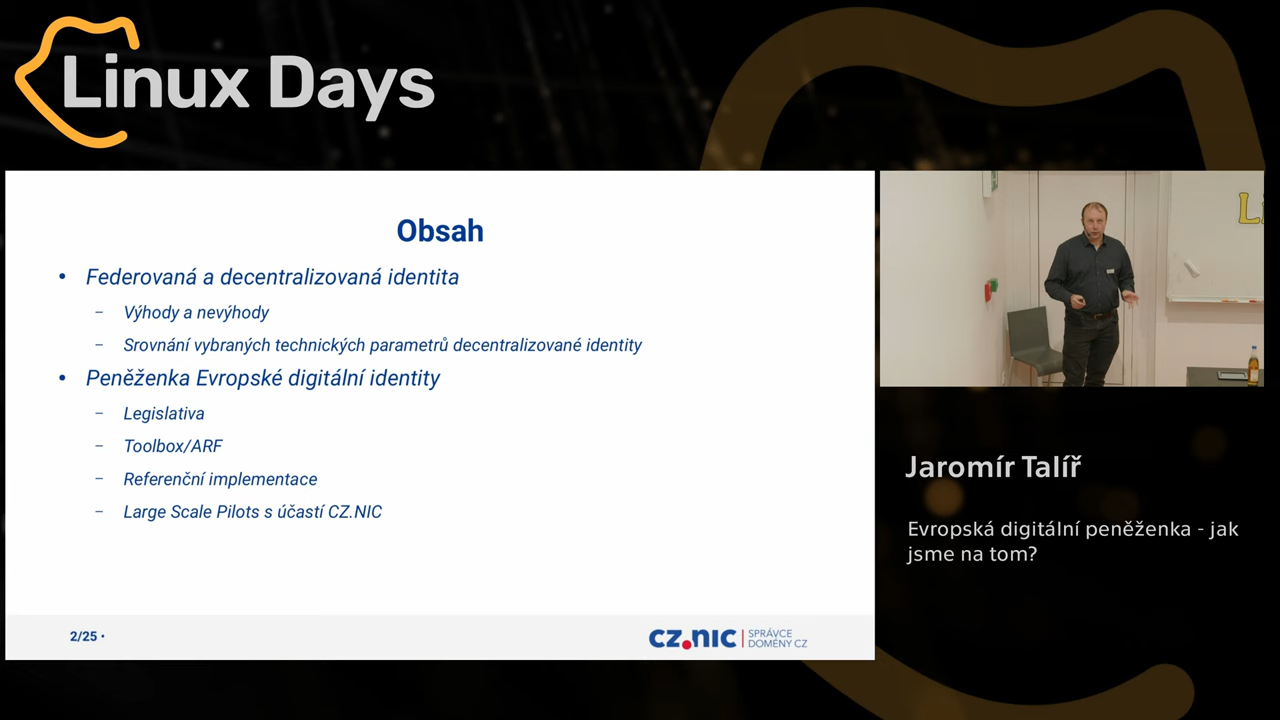 Linux Days
Obsah
• Federovaná a decentralizovaná identita
– Výhody a nevýhody
– Srovnání vybraných technických parametrů decentralizované identity
• Peněženka Evropské digitální identity
– Legislativa
– Toolbox/ARF
– Referenční implementace
– Large Scale Pilots s účastí CZ.NIC
2/25 •
cz.nic | SPRÁVCE
DOMÉNY CZ
Jaromír Talíř
Evropská digitální peněženka - jak
jsme na tom?